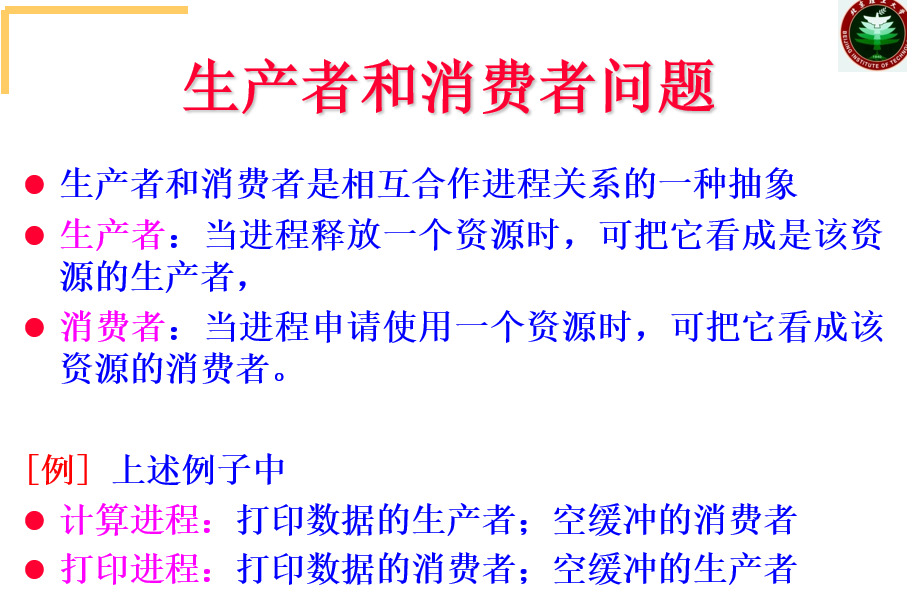 生产者和消费者问题
生产者和消费者是相互合作进程关系的一种抽象
生产者：当进程释放一个资源时，可把它看成是该资
源的生产者，
消费者：当进程申请使用一个资源时，可把它看成该
资源的消费者。
[例] 上述例子中
计算进程：打印数据的生产者；空缓冲的消费者
打印进程：打印数据的消费者；空缓冲的生产者